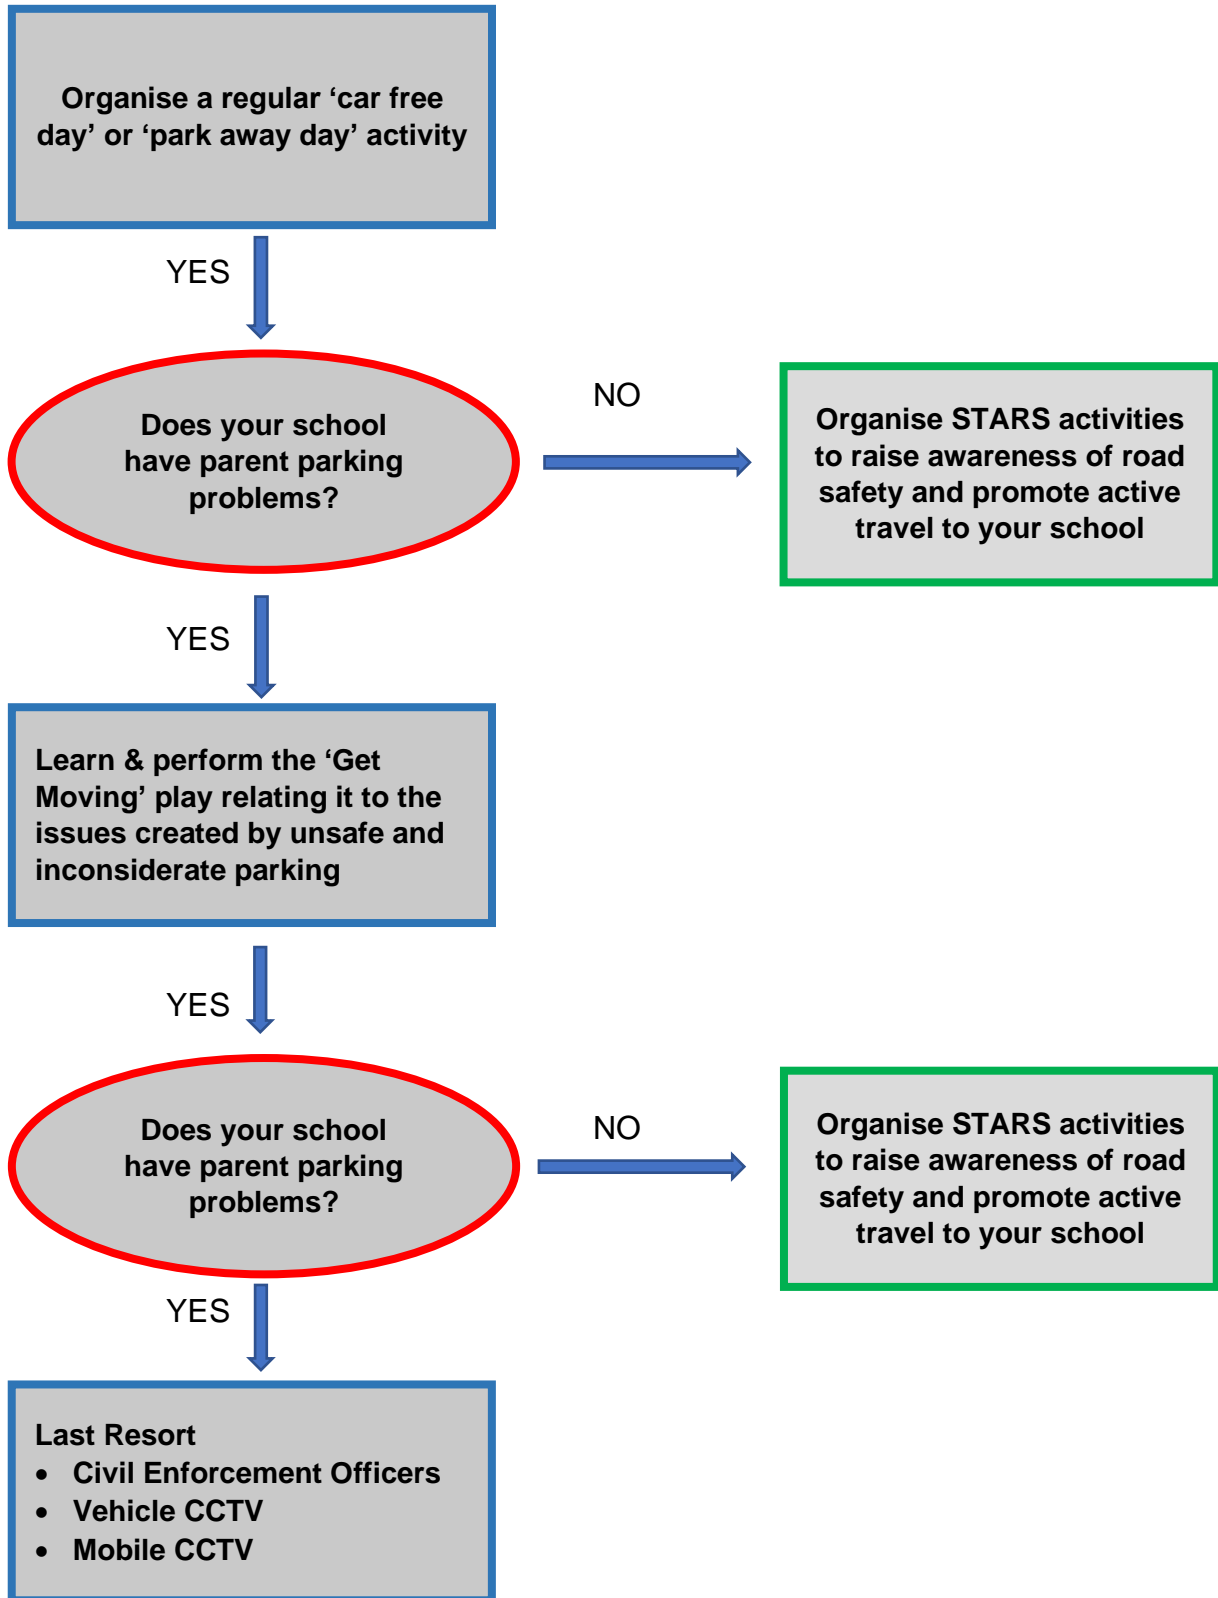 Organise a regular ‘car free
day’ or ‘park away day’ activity
YES
Does your school
have parent parking
problems?
NO
Organise STARS activities
to raise awareness of road
safety and promote active
travel to your school
YES
Learn & perform the ‘Get
Moving’ play relating it to the
issues created by unsafe and
inconsiderate parking
YES
Does your school
have parent parking
problems?
NO
Organise STARS activities
to raise awareness of road
safety and promote active
travel to your school
YES
Last Resort
• Civil Enforcement Officers
• Vehicle CCTV
• Mobile CCTV